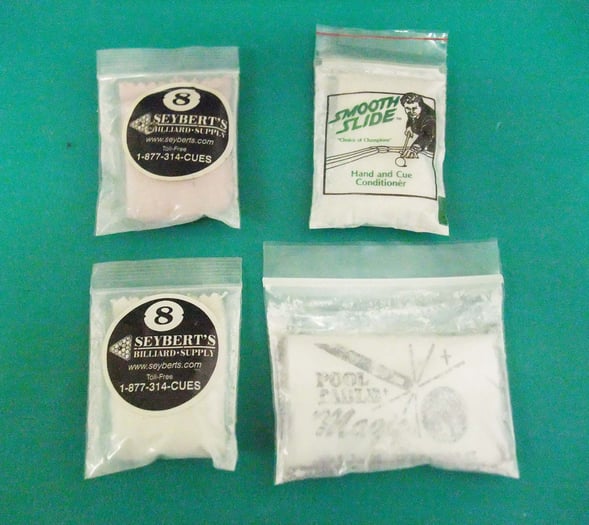 8
SEYBERT'S
BILLIARD•SUPPLY
www.seyberts.com
Toll-Free
1-877-314-CUES
SMOOTH
SLIDE™
"Choice of Champions"
Hand and Cue
Conditioner
8
SEYBERT'S
BILLIARD•SUPPLY
www.seyberts.com
Toll-Free
1-877-314-CUES
POOL
Magic